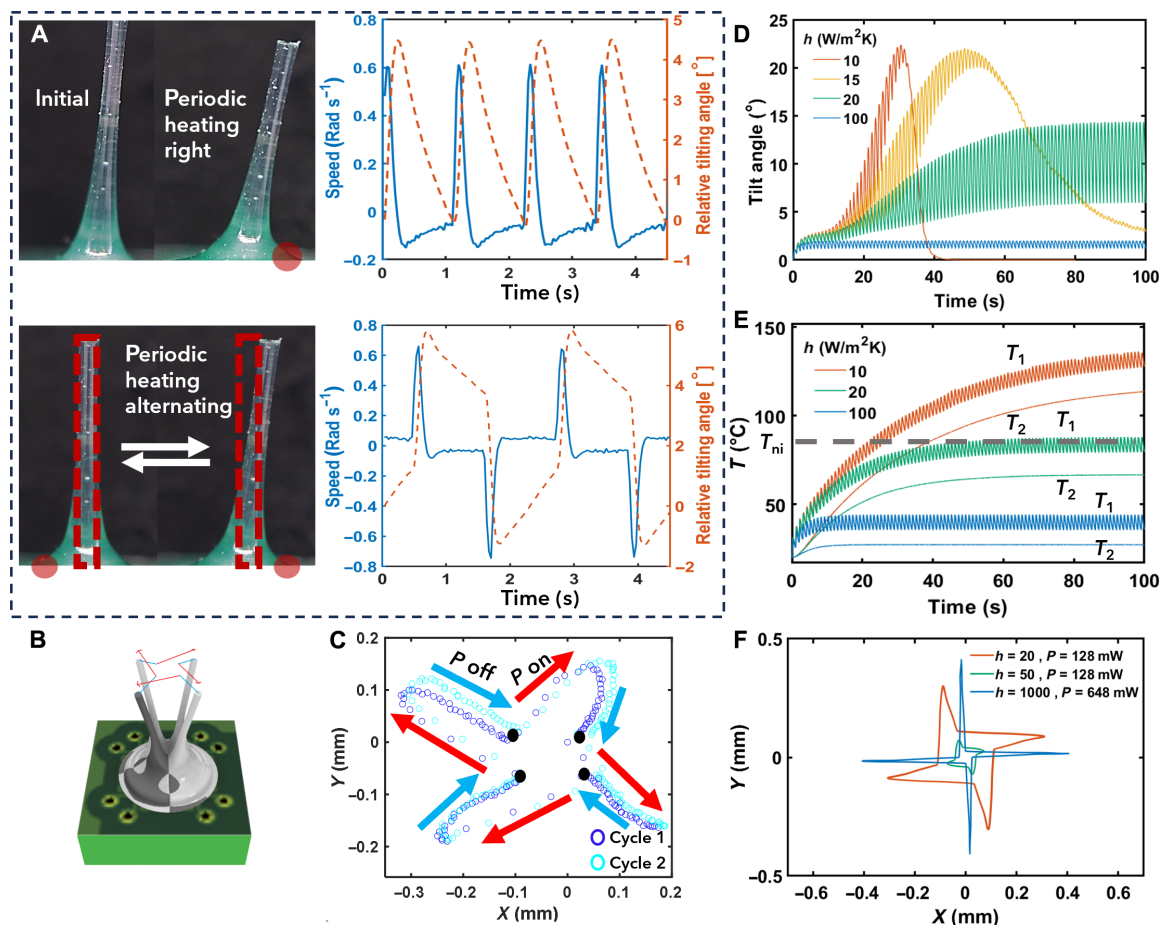 A
Initial
Periodic
heating
right
Speed (Rad s⁻¹)
0.8
0.6
0.4
0.2
0
−0.2
0 1 2 3 4
Time (s)
5
4
3
2
1
0
−1
Relative tilting angle [°]
Periodic
heating
alternating
Speed (Rad s⁻¹)
0.8
0.6
0.4
0.2
0
−0.2
−0.4
−0.6
−0.8
0 2 4
Time (s)
6
4
2
0
−2
Relative tilting angle [°]
B
C
Y (mm)
0.2
0.1
0
−0.1
−0.2
P off
P on
Cycle 1
Cycle 2
−0.3 −0.2 −0.1 0 0.1 0.2
X (mm)
D
Tilt angle (°)
25
20
15
10
5
0
h (W/m²K)
10
15
20
100
0 20 40 60 80 100
Time (s)
E
T (°C)
150
100
Tni
50
h (W/m²K)
10
20
100
T1
T2
T1
T2
T1
T2
0 20 40 60 80 100
Time (s)
F
Y (mm)
0.5
0
−0.5
h = 20 , P = 128 mW
h = 50 , P = 128 mW
h = 1000 , P = 648 mW
−0.6 −0.4 −0.2 0 0.2 0.4 0.6
X (mm)